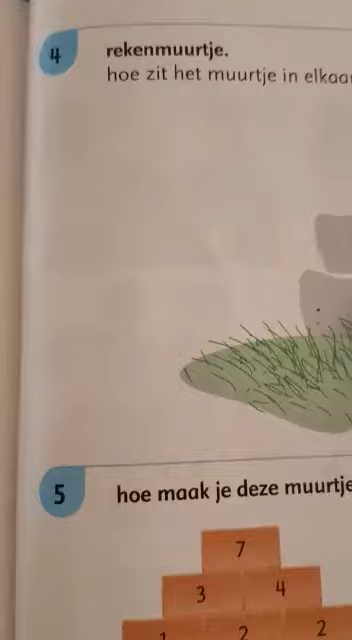 4
rekenmuurtje.
hoe zit het muurtje in elkaar
5
hoe maak je deze muurtje
7
3 4
1 2 2